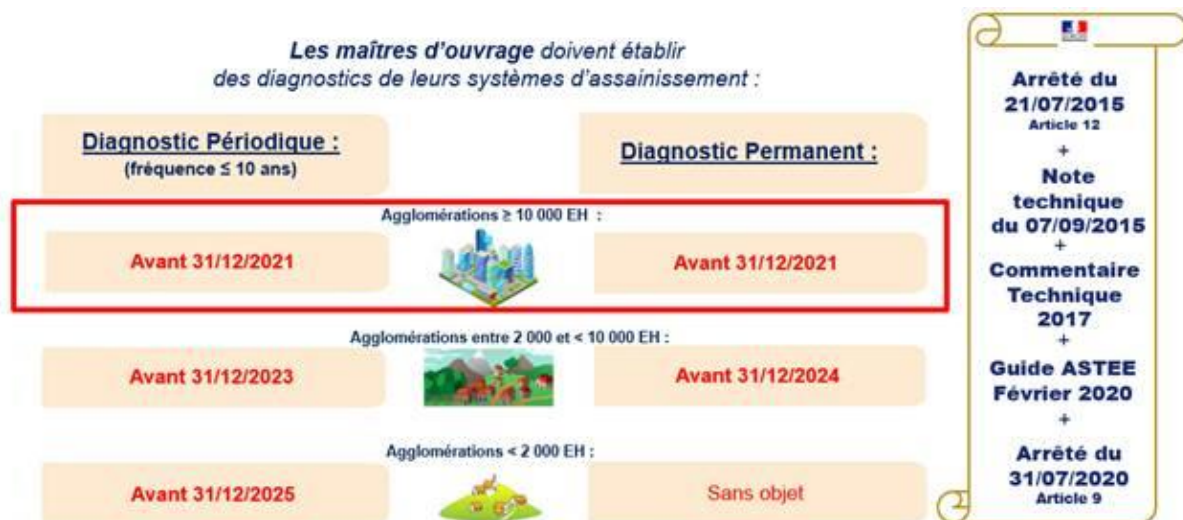 Les maîtres d'ouvrage doivent établir
des diagnostics de leurs systèmes d'assainissement :
Diagnostic Périodique :
(fréquence ≤ 10 ans)
Diagnostic Permanent :
Agglomérations ≥ 10 000 EH :
Avant 31/12/2021
Avant 31/12/2021
Agglomérations entre 2 000 et < 10 000 EH :
Avant 31/12/2023
Avant 31/12/2024
Agglomérations < 2 000 EH :
Avant 31/12/2025
Sans objet
Arrêté du
21/07/2015
Article 12
+
Note
technique
du 07/09/2015
+
Commentaire
Technique
2017
+
Guide ASTEE
Février 2020
+
Arrêté du
31/07/2020
Article 9